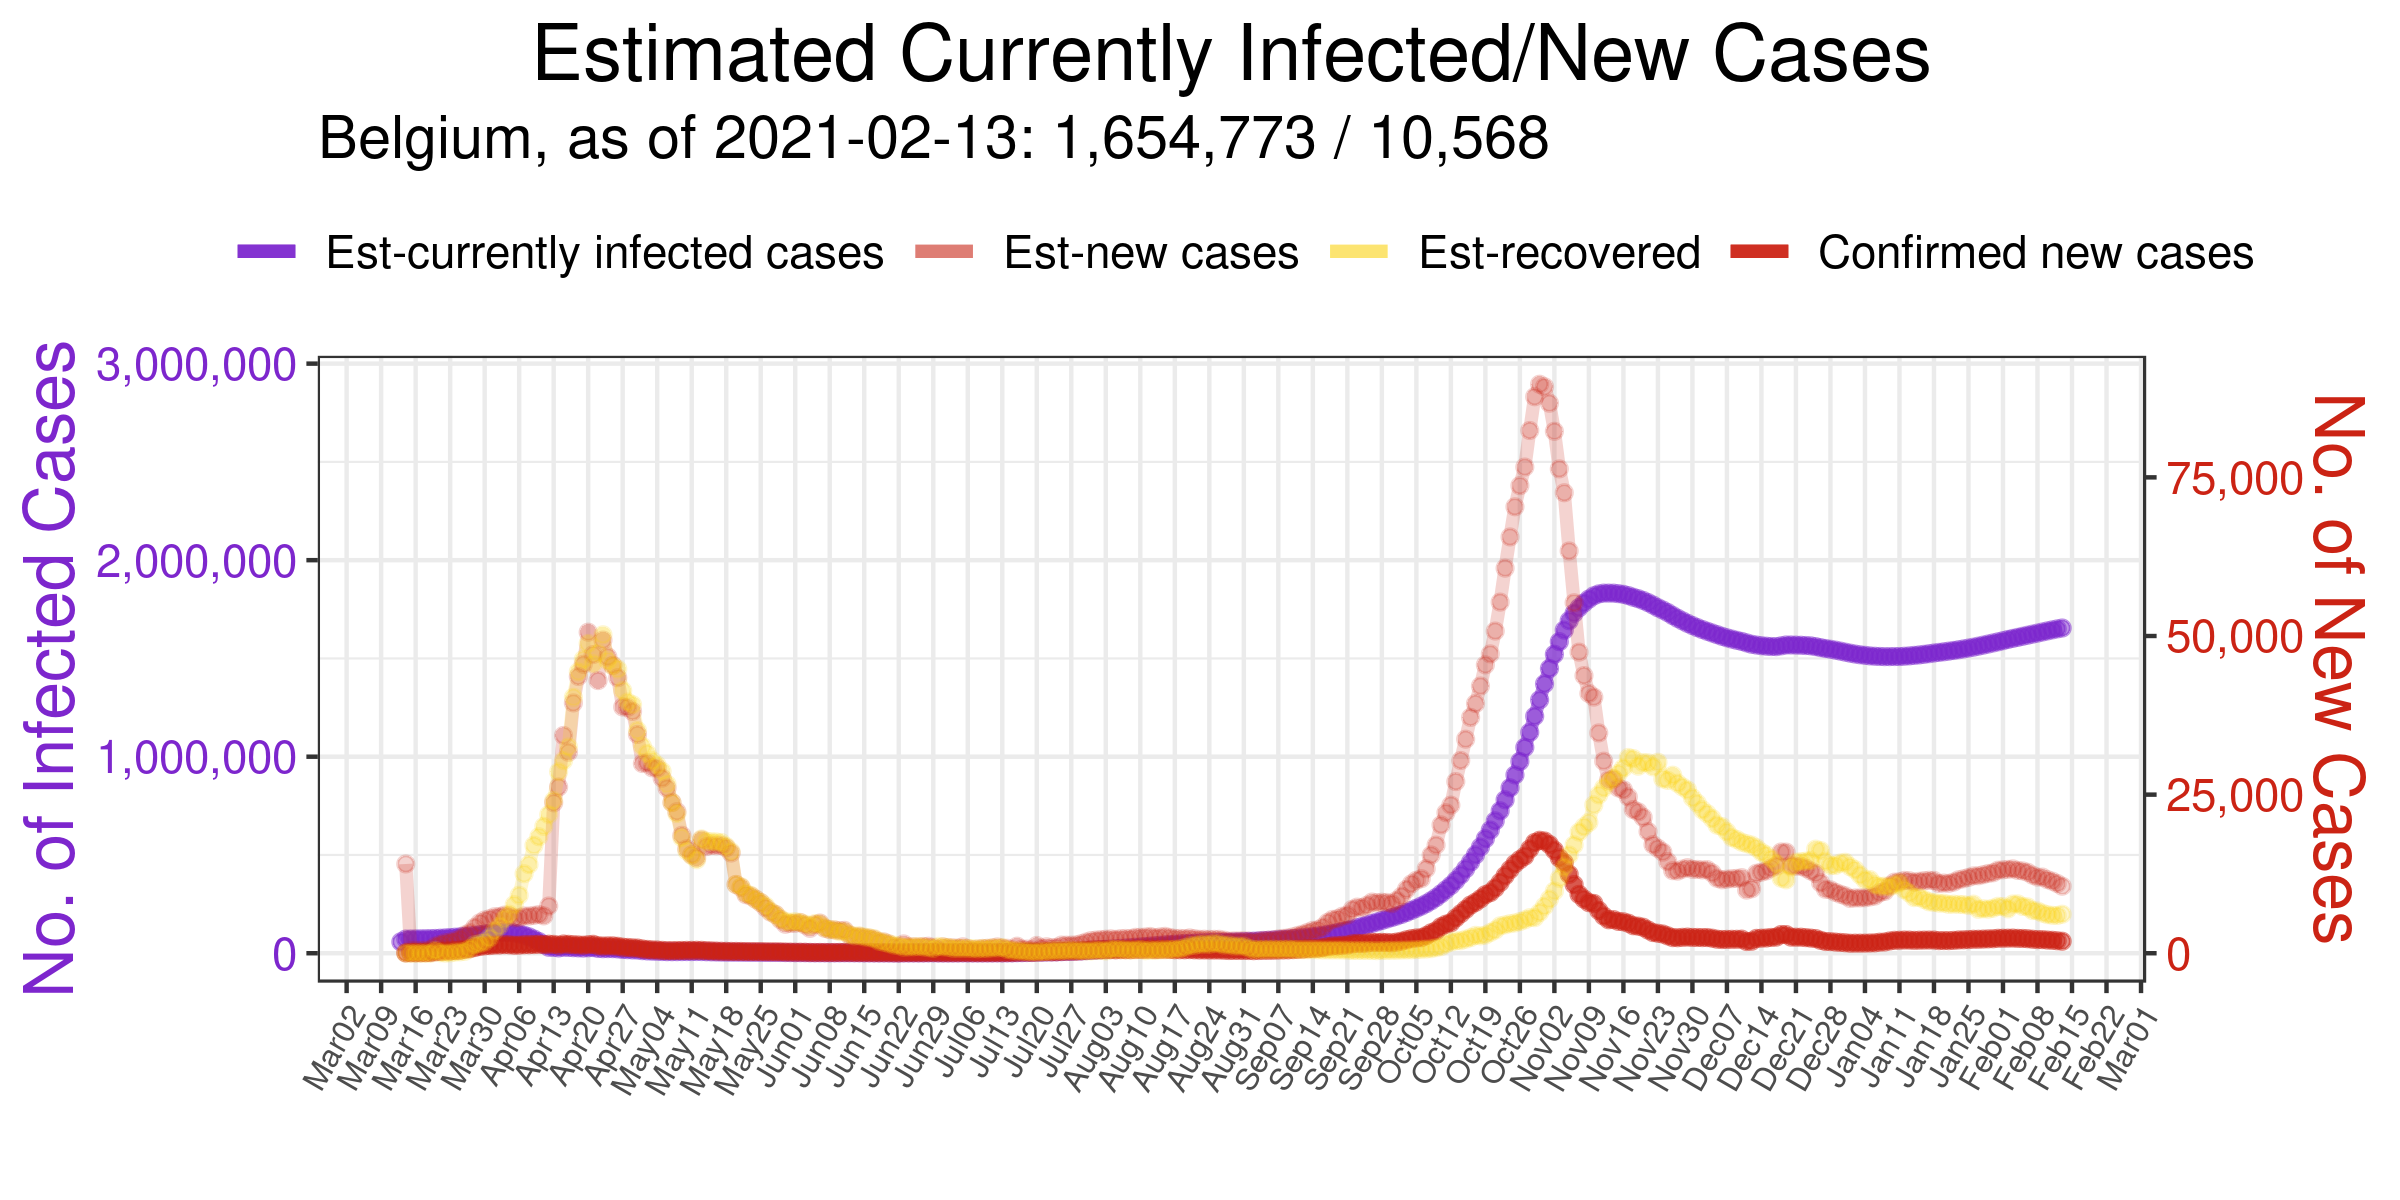 Estimated Currently Infected/New Cases
Belgium, as of 2021-02-13: 1,654,773 / 10,568
Est-currently infected cases Est-new cases Est-recovered Confirmed new cases
No. of Infected Cases
3,000,000
2,000,000
1,000,000
0
75,000
50,000
25,000
0
No. of New Cases
Mar02 Mar09 Mar16 Mar23 Mar30 Apr06 Apr13 Apr20 Apr27 May04 May11 May18 May25 Jun01 Jun08 Jun15 Jun22 Jun29 Jul06 Jul13 Jul20 Jul27 Aug03 Aug10 Aug17 Aug24 Aug31 Sep07 Sep14 Sep21 Sep28 Oct05 Oct12 Oct19 Oct26 Nov02 Nov09 Nov16 Nov23 Nov30 Dec07 Dec14 Dec21 Dec28 Jan04 Jan11 Jan18 Jan25 Feb01 Feb08 Feb15 Feb22 Mar01